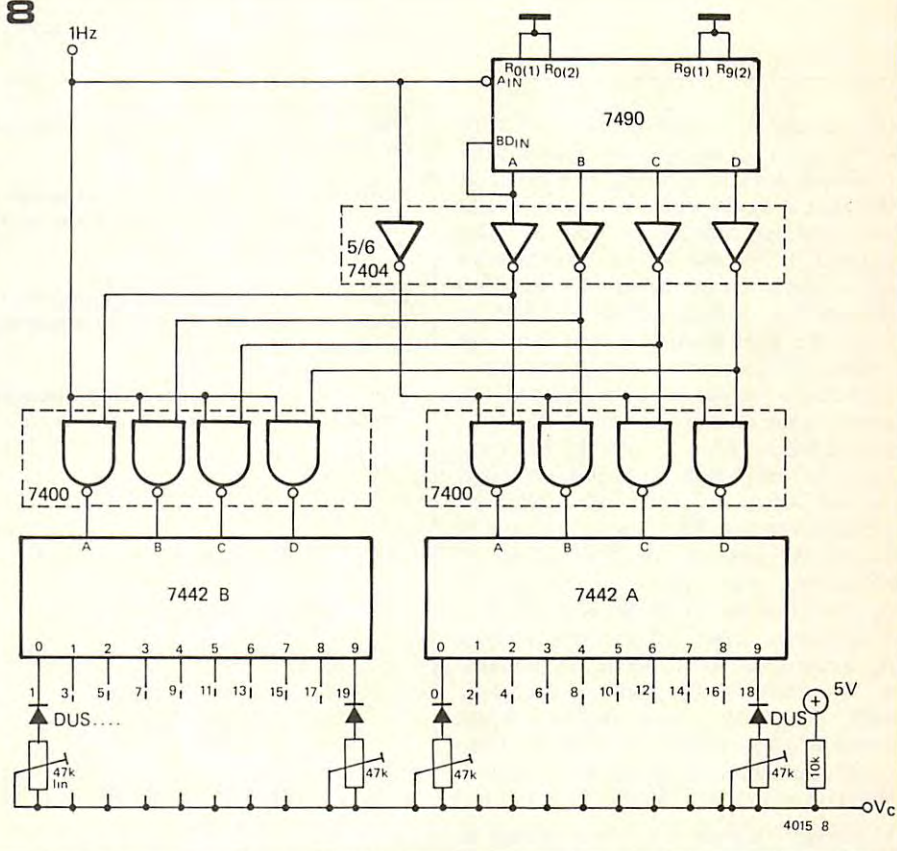 8
1Hz
R0(1) R0(2) R9(1) R9(2)
AIN
7490
BDIN
A B C D
5/6
7404
7400
7400
A B C D
A B C D
7442 B
7442 A
0 1 2 3 4 5 6 7 8 9
0 1 2 3 4 5 6 7 8 9
1 3 5 7 9 11 13 15 17 19
0 2 4 6 8 10 12 14 16 18
5V
+
DUS....
DUS
47k
lin
47k
47k
47k
10k
Vc
4015 8